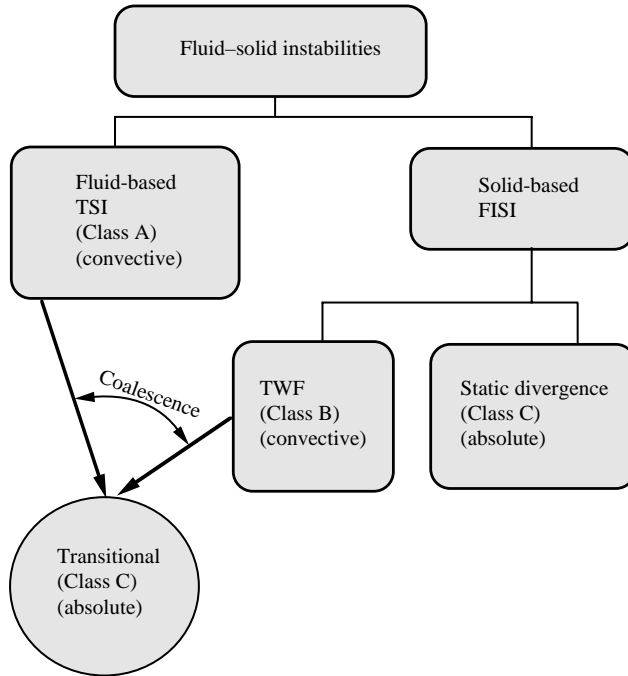 Fluid–solid instabilities
Fluid-based
TSI
(Class A)
(convective)
Solid-based
FISI
Coalescence
TWF
(Class B)
(convective)
Static divergence
(Class C)
(absolute)
Transitional
(Class C)
(absolute)